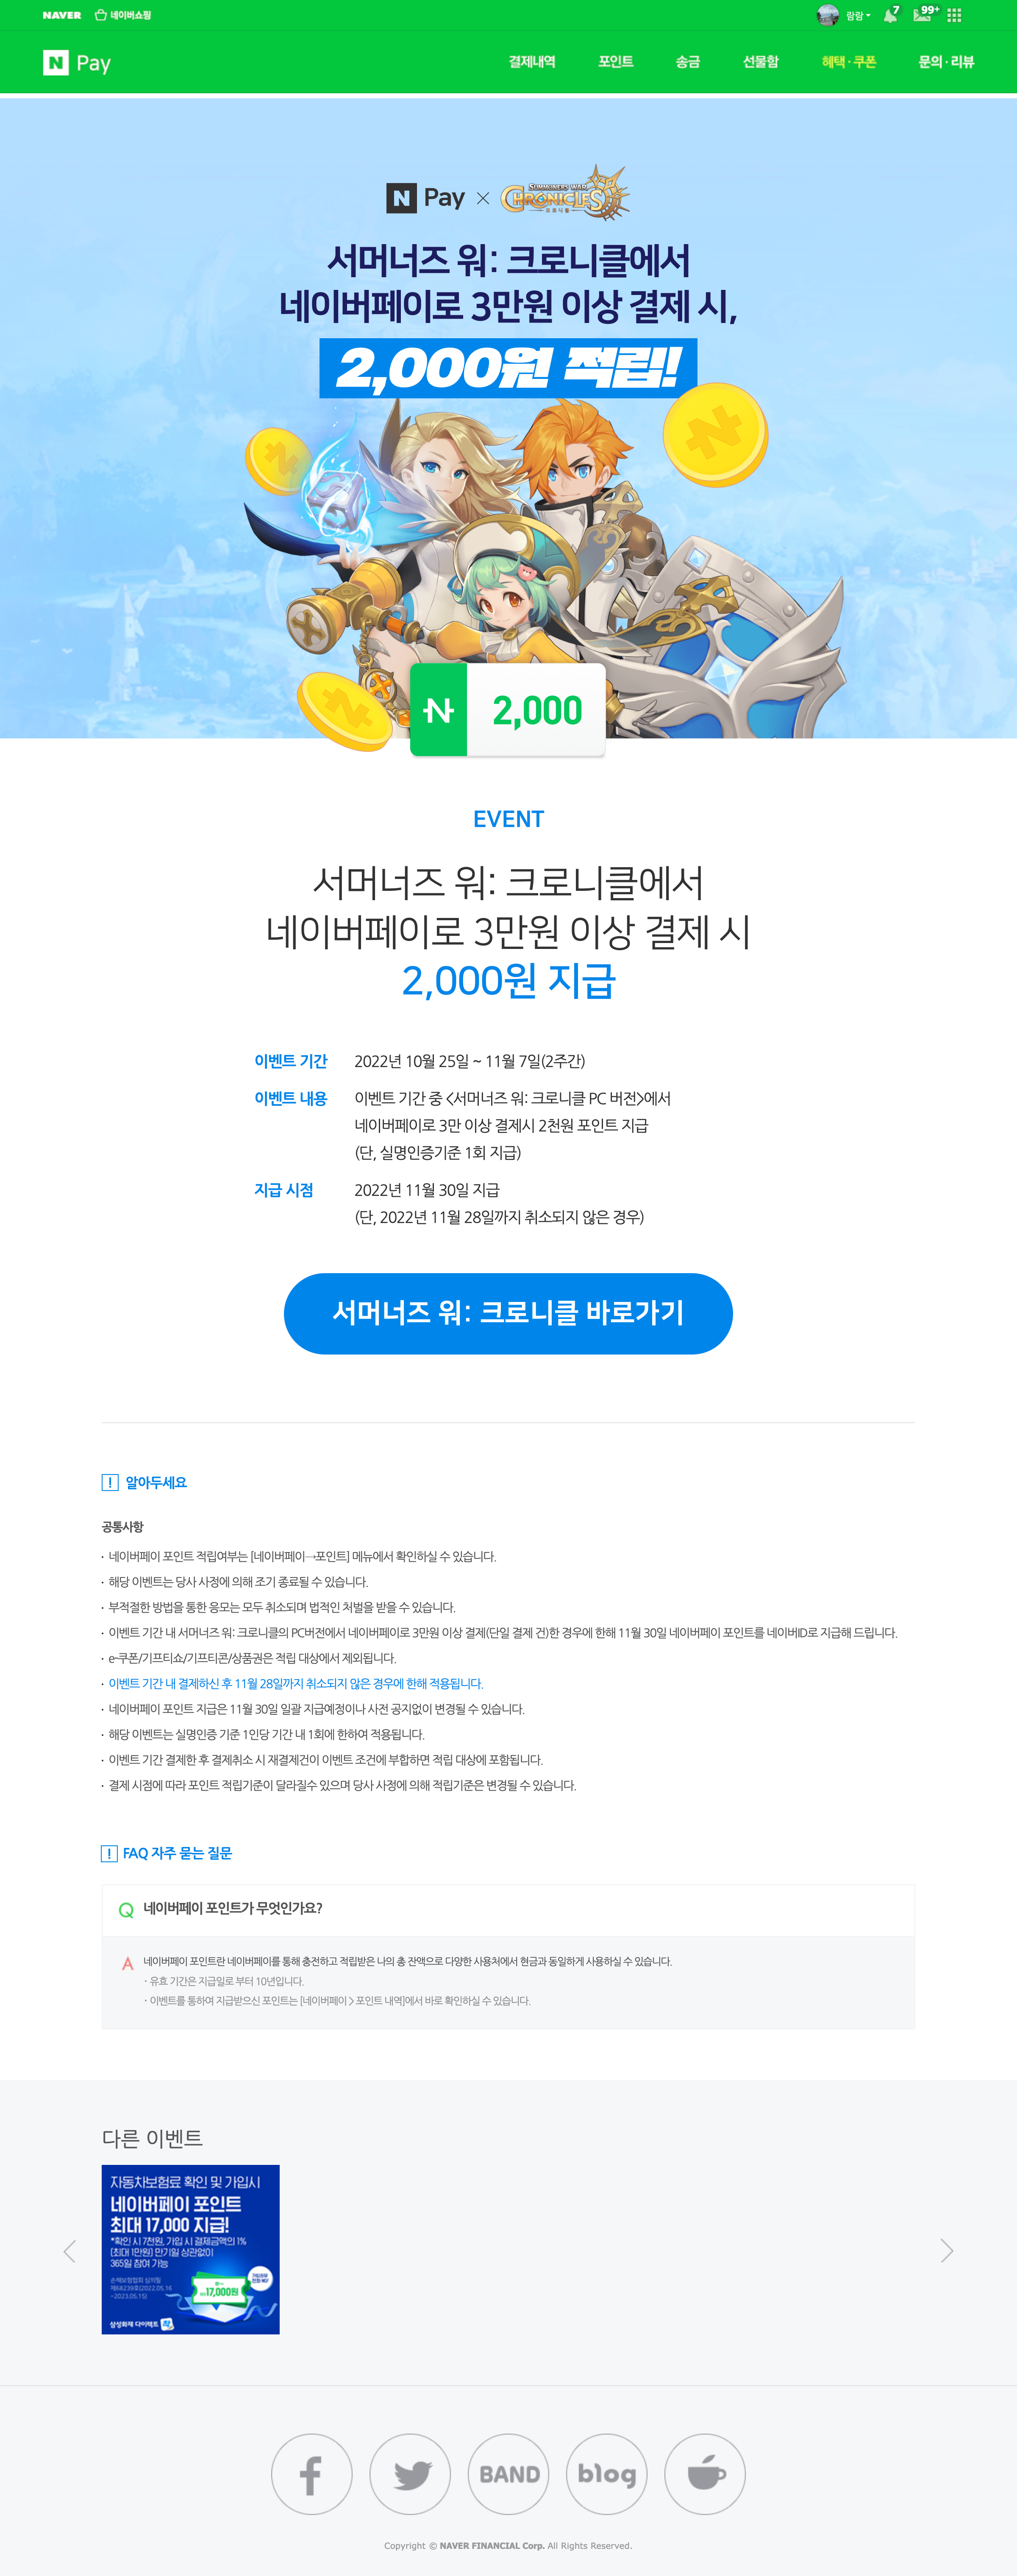 NAVER 네이버쇼핑
람람 7 99+
N Pay
결제내역 포인트 송금 선물함 혜택·쿠폰 문의·리뷰
N Pay × SUMMONERS WAR CHRONICLES 크로니클
서머너즈 워: 크로니클에서
네이버페이로 3만원 이상 결제 시,
2,000원 적립!
N 2,000
EVENT
서머너즈 워: 크로니클에서
네이버페이로 3만원 이상 결제 시
2,000원 지급
이벤트 기간 2022년 10월 25일 ~ 11월 7일(2주간)
이벤트 내용 이벤트 기간 중 <서머너즈 워: 크로니클 PC 버전>에서
네이버페이로 3만 이상 결제시 2천원 포인트 지급
(단, 실명인증기준 1회 지급)
지급 시점 2022년 11월 30일 지급
(단, 2022년 11월 28일까지 취소되지 않은 경우)
서머너즈 워: 크로니클 바로가기
! 알아두세요
공통사항
· 네이버페이 포인트 적립여부는 [네이버페이→포인트] 메뉴에서 확인하실 수 있습니다.
· 해당 이벤트는 당사 사정에 의해 조기 종료될 수 있습니다.
· 부적절한 방법을 통한 응모는 모두 취소되며 법적인 처벌을 받을 수 있습니다.
· 이벤트 기간 내 서머너즈 워: 크로니클의 PC버전에서 네이버페이로 3만원 이상 결제(단일 결제 건)한 경우에 한해 11월 30일 네이버페이 포인트를 네이버ID로 지급해 드립니다.
· e-쿠폰/기프티쇼/기프티콘/상품권은 적립 대상에서 제외됩니다.
· 이벤트 기간 내 결제하신 후 11월 28일까지 취소되지 않은 경우에 한해 적용됩니다.
· 네이버페이 포인트 지급은 11월 30일 일괄 지급예정이나 사전 공지없이 변경될 수 있습니다.
· 해당 이벤트는 실명인증 기준 1인당 기간 내 1회에 한하여 적용됩니다.
· 이벤트 기간 결제한 후 결제취소 시 재결제건이 이벤트 조건에 부합하면 적립 대상에 포함됩니다.
· 결제 시점에 따라 포인트 적립기준이 달라질수 있으며 당사 사정에 의해 적립기준은 변경될 수 있습니다.
! FAQ 자주 묻는 질문
Q 네이버페이 포인트가 무엇인가요?
A 네이버페이 포인트란 네이버페이를 통해 충전하고 적립받은 나의 총 잔액으로 다양한 사용처에서 현금과 동일하게 사용하실 수 있습니다.
· 유효 기간은 지급일로 부터 10년입니다.
· 이벤트를 통하여 지급받으신 포인트는 [네이버페이 > 포인트 내역]에서 바로 확인하실 수 있습니다.
다른 이벤트
자동차보험료 확인 및 가입시
네이버페이 포인트
최대 17,000 지급!
*확인 시 7천원, 가입 시 결제금액의 1%
(최대 1만원) 만기일 상관없이
365일 참여 가능
손해보험협회 심의필
제68239호(2022.05.16
~2023.05.15)
17,000원
삼성화재 다이렉트 착
f
BAND
blog
Copyright © NAVER FINANCIAL Corp. All Rights Reserved.